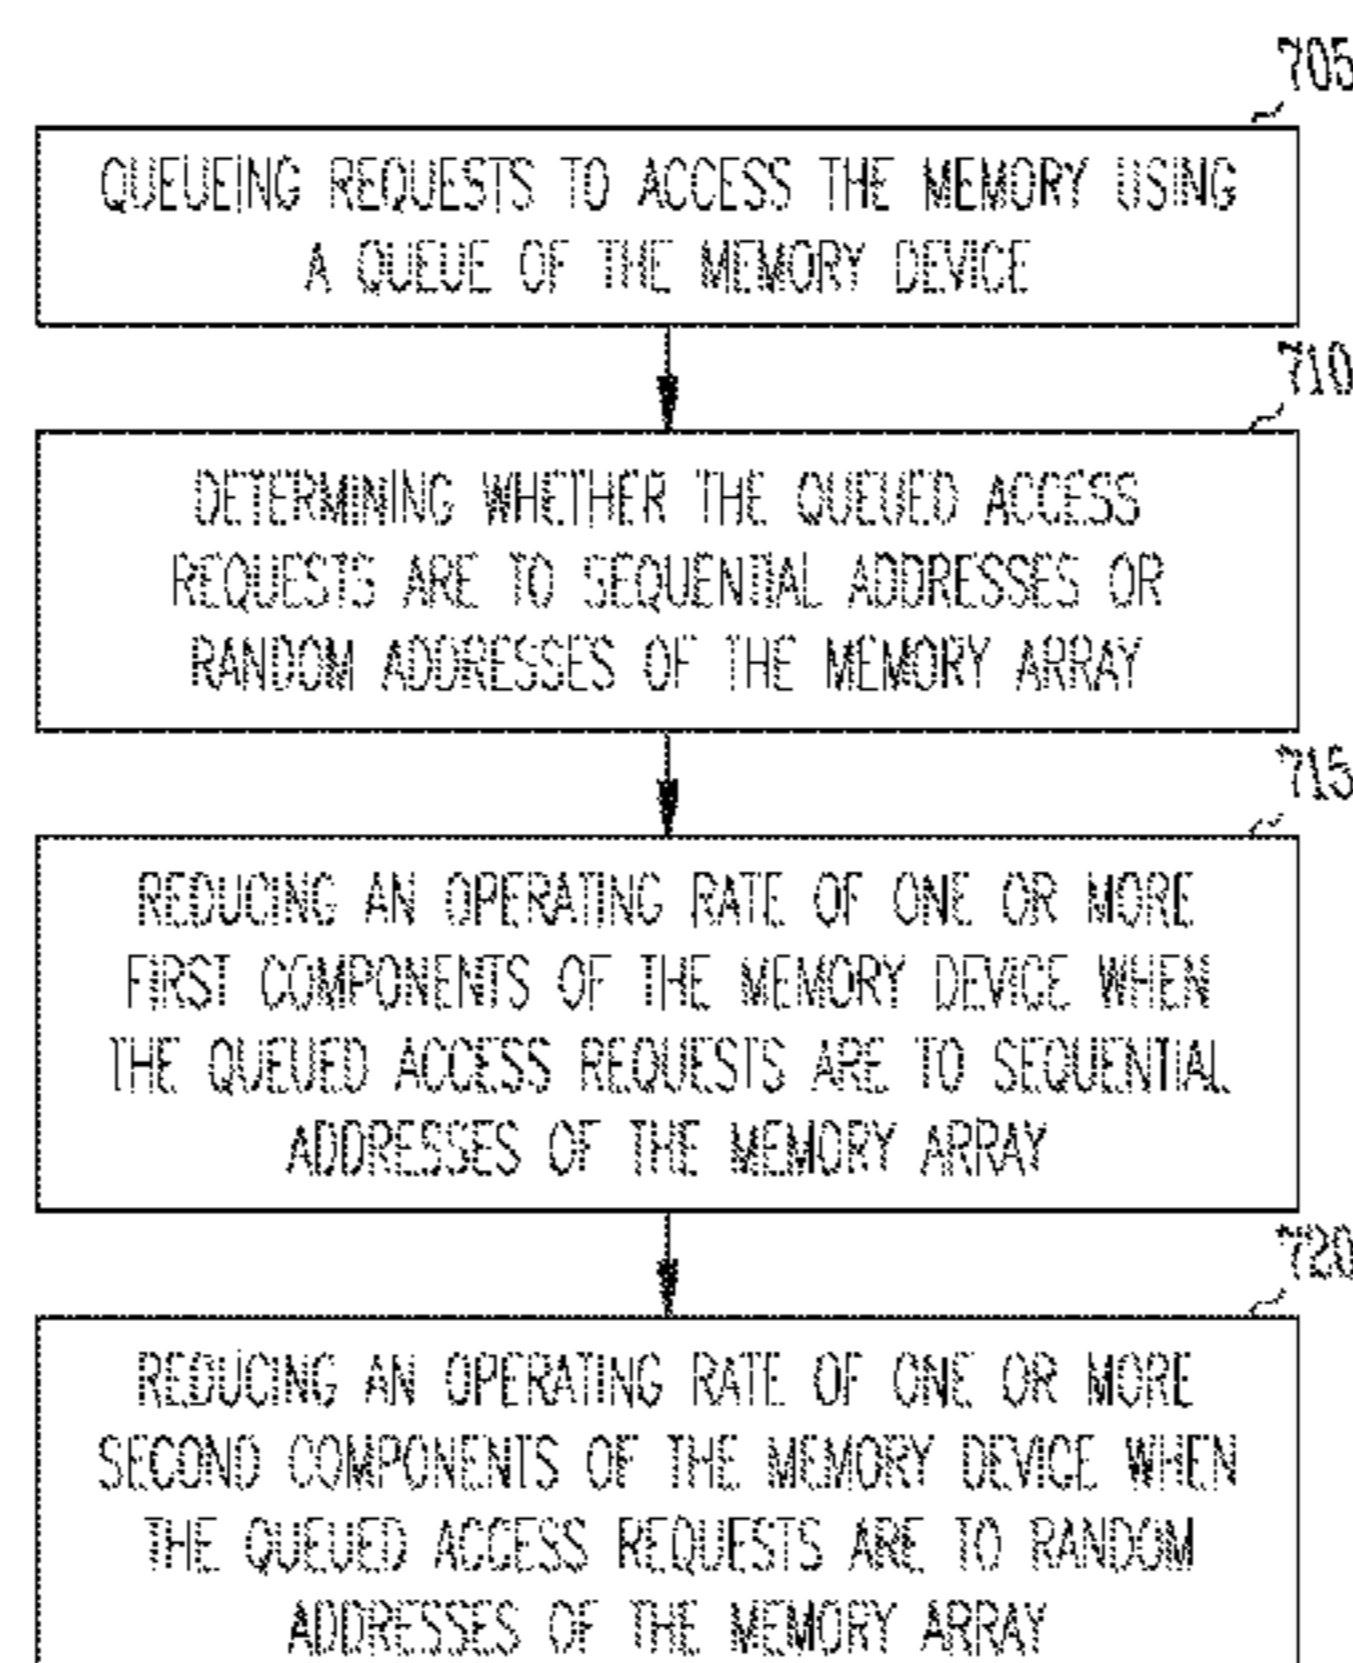 705
QUEUEING REQUESTS TO ACCESS THE MEMORY USING
A QUEUE OF THE MEMORY DEVICE
710
DETERMINING WHETHER THE QUEUED ACCESS
REQUESTS ARE TO SEQUENTIAL ADDRESSES OR
RANDOM ADDRESSES OF THE MEMORY ARRAY
715
REDUCING AN OPERATING RATE OF ONE OR MORE
FIRST COMPONENTS OF THE MEMORY DEVICE WHEN
THE QUEUED ACCESS REQUESTS ARE TO SEQUENTIAL
ADDRESSES OF THE MEMORY ARRAY
720
REDUCING AN OPERATING RATE OF ONE OR MORE
SECOND COMPONENTS OF THE MEMORY DEVICE WHEN
THE QUEUED ACCESS REQUESTS ARE TO RANDOM
ADDRESSES OF THE MEMORY ARRAY